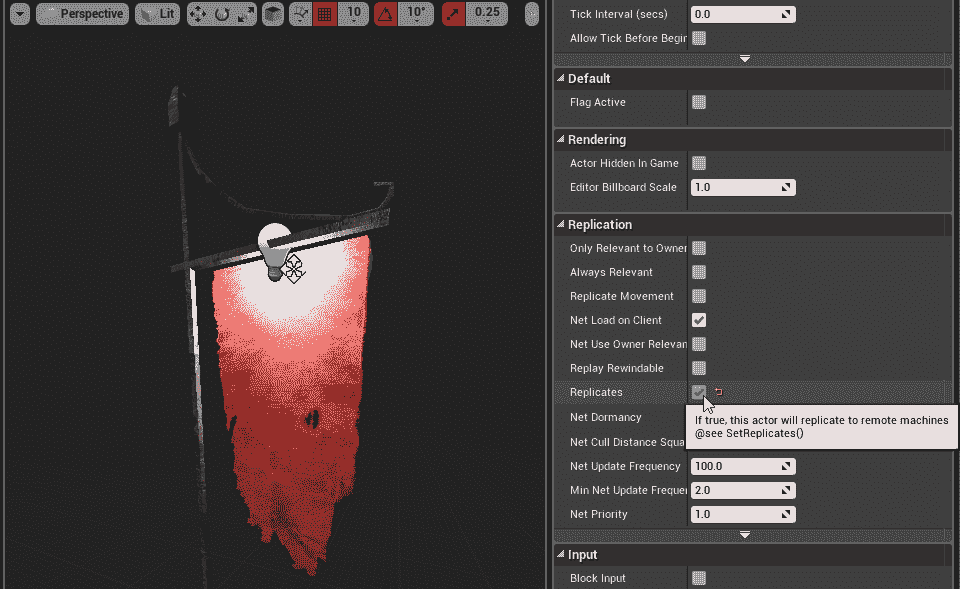 Perspective
Lit
10
10°
0.25
Tick Interval (secs)
0.0
Allow Tick Before Begin
Default
Flag Active
Rendering
Actor Hidden In Game
Editor Billboard Scale
1.0
Replication
Only Relevant to Owner
Always Relevant
Replicate Movement
Net Load on Client
Net Use Owner Relevan
Replay Rewindable
Replicates
If true, this actor will replicate to remote machines
@see SetReplicates()
Net Dormancy
Net Cull Distance Squa
Net Update Frequency
100.0
Min Net Update Frequen
2.0
Net Priority
1.0
Input
Block Input